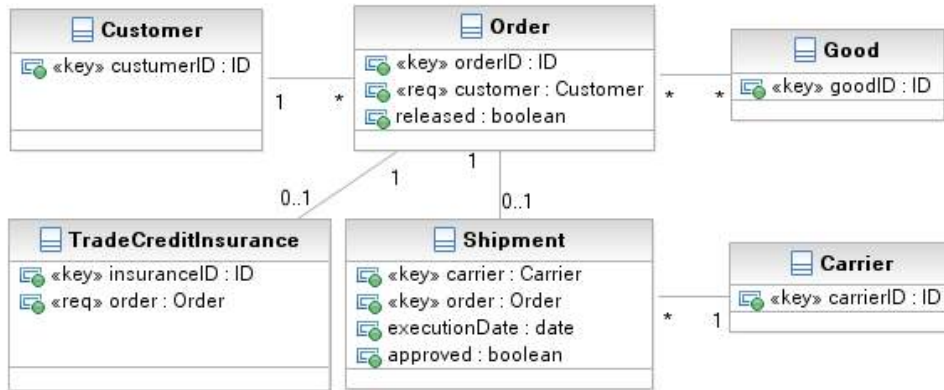 Customer
«key» custumerID : ID
Order
«key» orderID : ID
«req» customer : Customer
released : boolean
Good
«key» goodID : ID
1
*
*
*
1
1
0..1
0..1
TradeCreditInsurance
«key» insuranceID : ID
«req» order : Order
Shipment
«key» carrier : Carrier
«key» order : Order
executionDate : date
approved : boolean
Carrier
«key» carrierID : ID
*
1